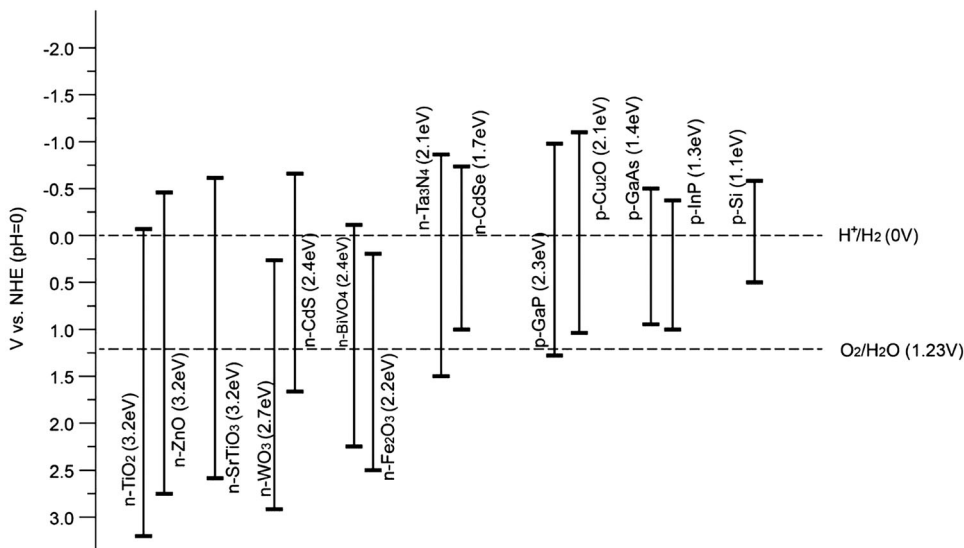 V vs. NHE (pH=0)
-2.0
-1.5
-1.0
-0.5
0.0
0.5
1.0
1.5
2.0
2.5
3.0
n-TiO₂ (3.2eV)
n-ZnO (3.2eV)
n-SrTiO₃ (3.2eV)
n-WO₃ (2.7eV)
n-CdS (2.4eV)
n-BiVO₄ (2.4eV)
n-Fe₂O₃ (2.2eV)
n-Ta₃N₄ (2.1eV)
n-CdSe (1.7eV)
p-GaP (2.3eV)
p-Cu₂O (2.1eV)
p-GaAs (1.4eV)
p-InP (1.3eV)
p-Si (1.1eV)
H⁺/H₂ (0V)
O₂/H₂O (1.23V)